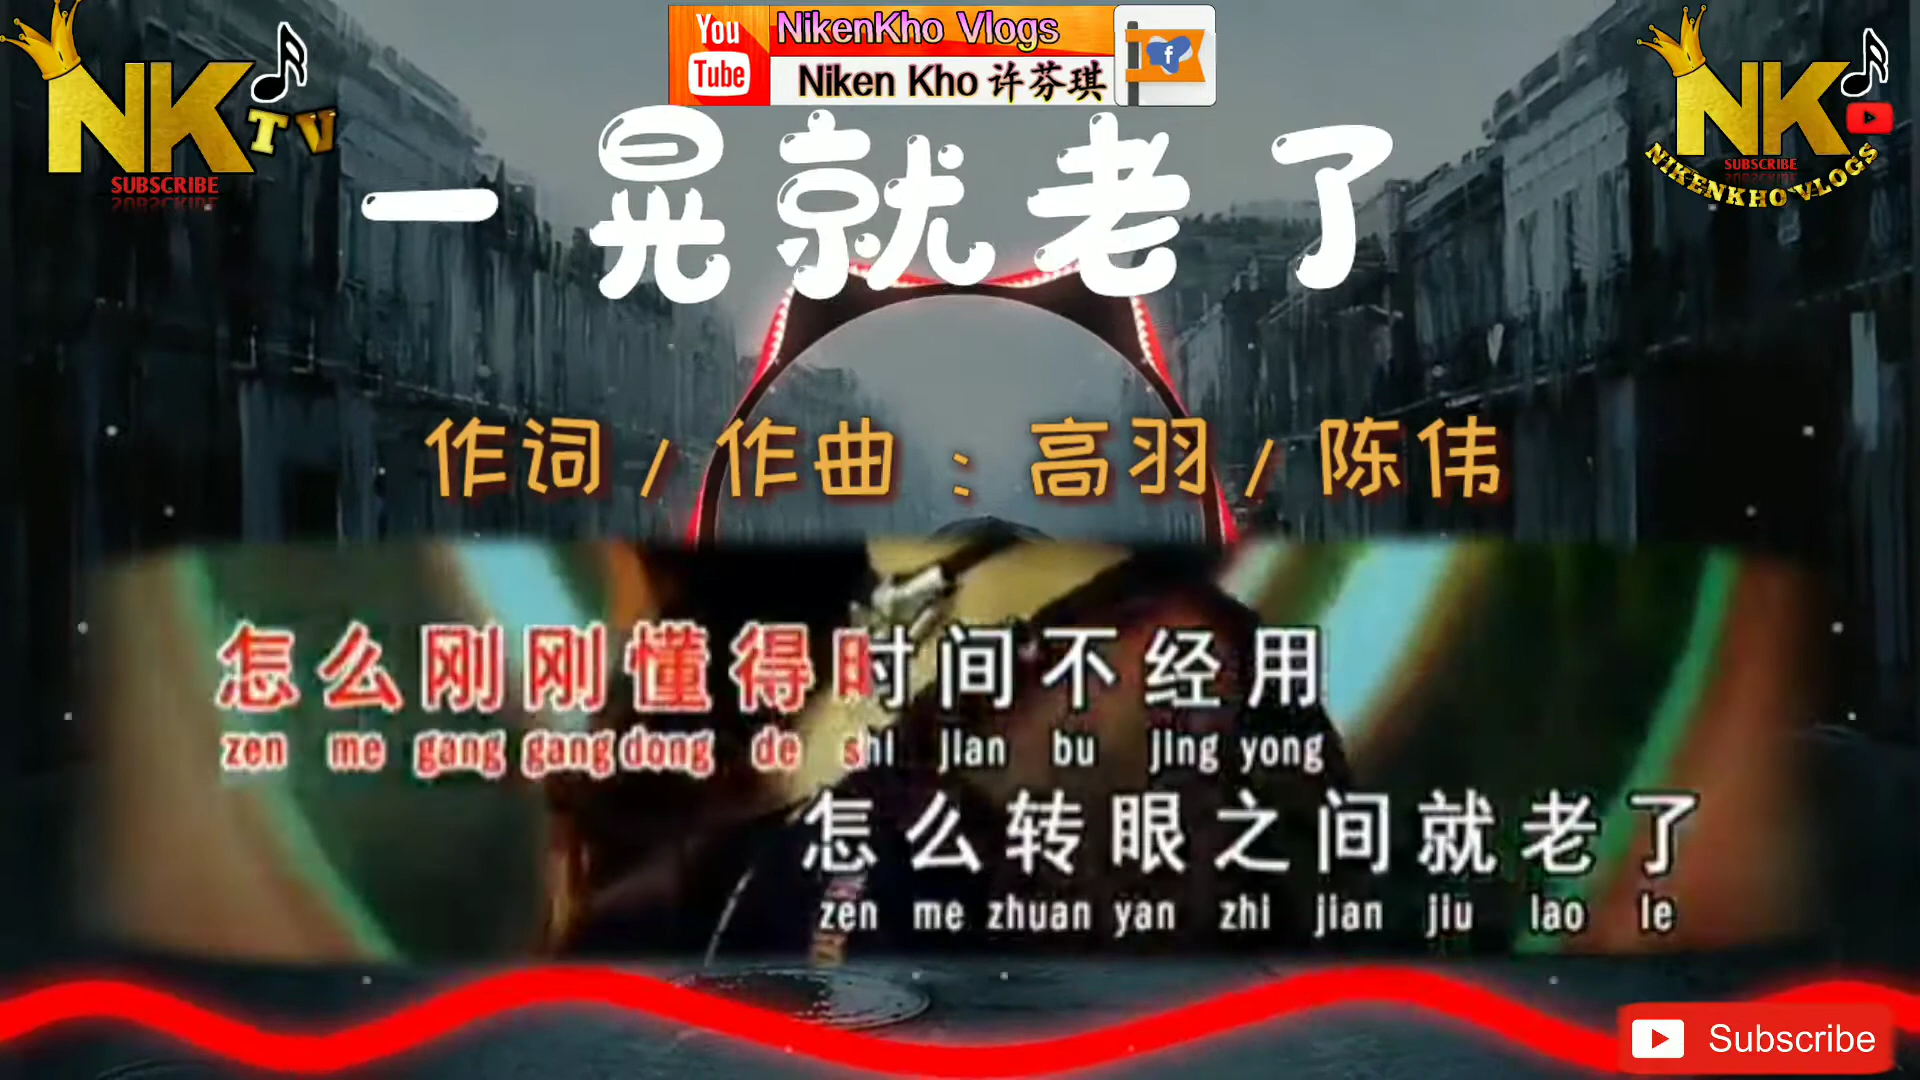 NK
TV
SUBSCRIBE
You
Tube
NikenKho Vlogs
Niken Kho 许芬琪
f
NK
SUBSCRIBE
NIKENKHO VLOGS
一晃就老了
作词 / 作曲 : 高羽 / 陈伟
怎么刚刚懂得时间不经用
zen me gang gang dong de shi jian bu jing yong
怎么转眼之间就老了
zen me zhuan yan zhi jian jiu lao le
Subscribe